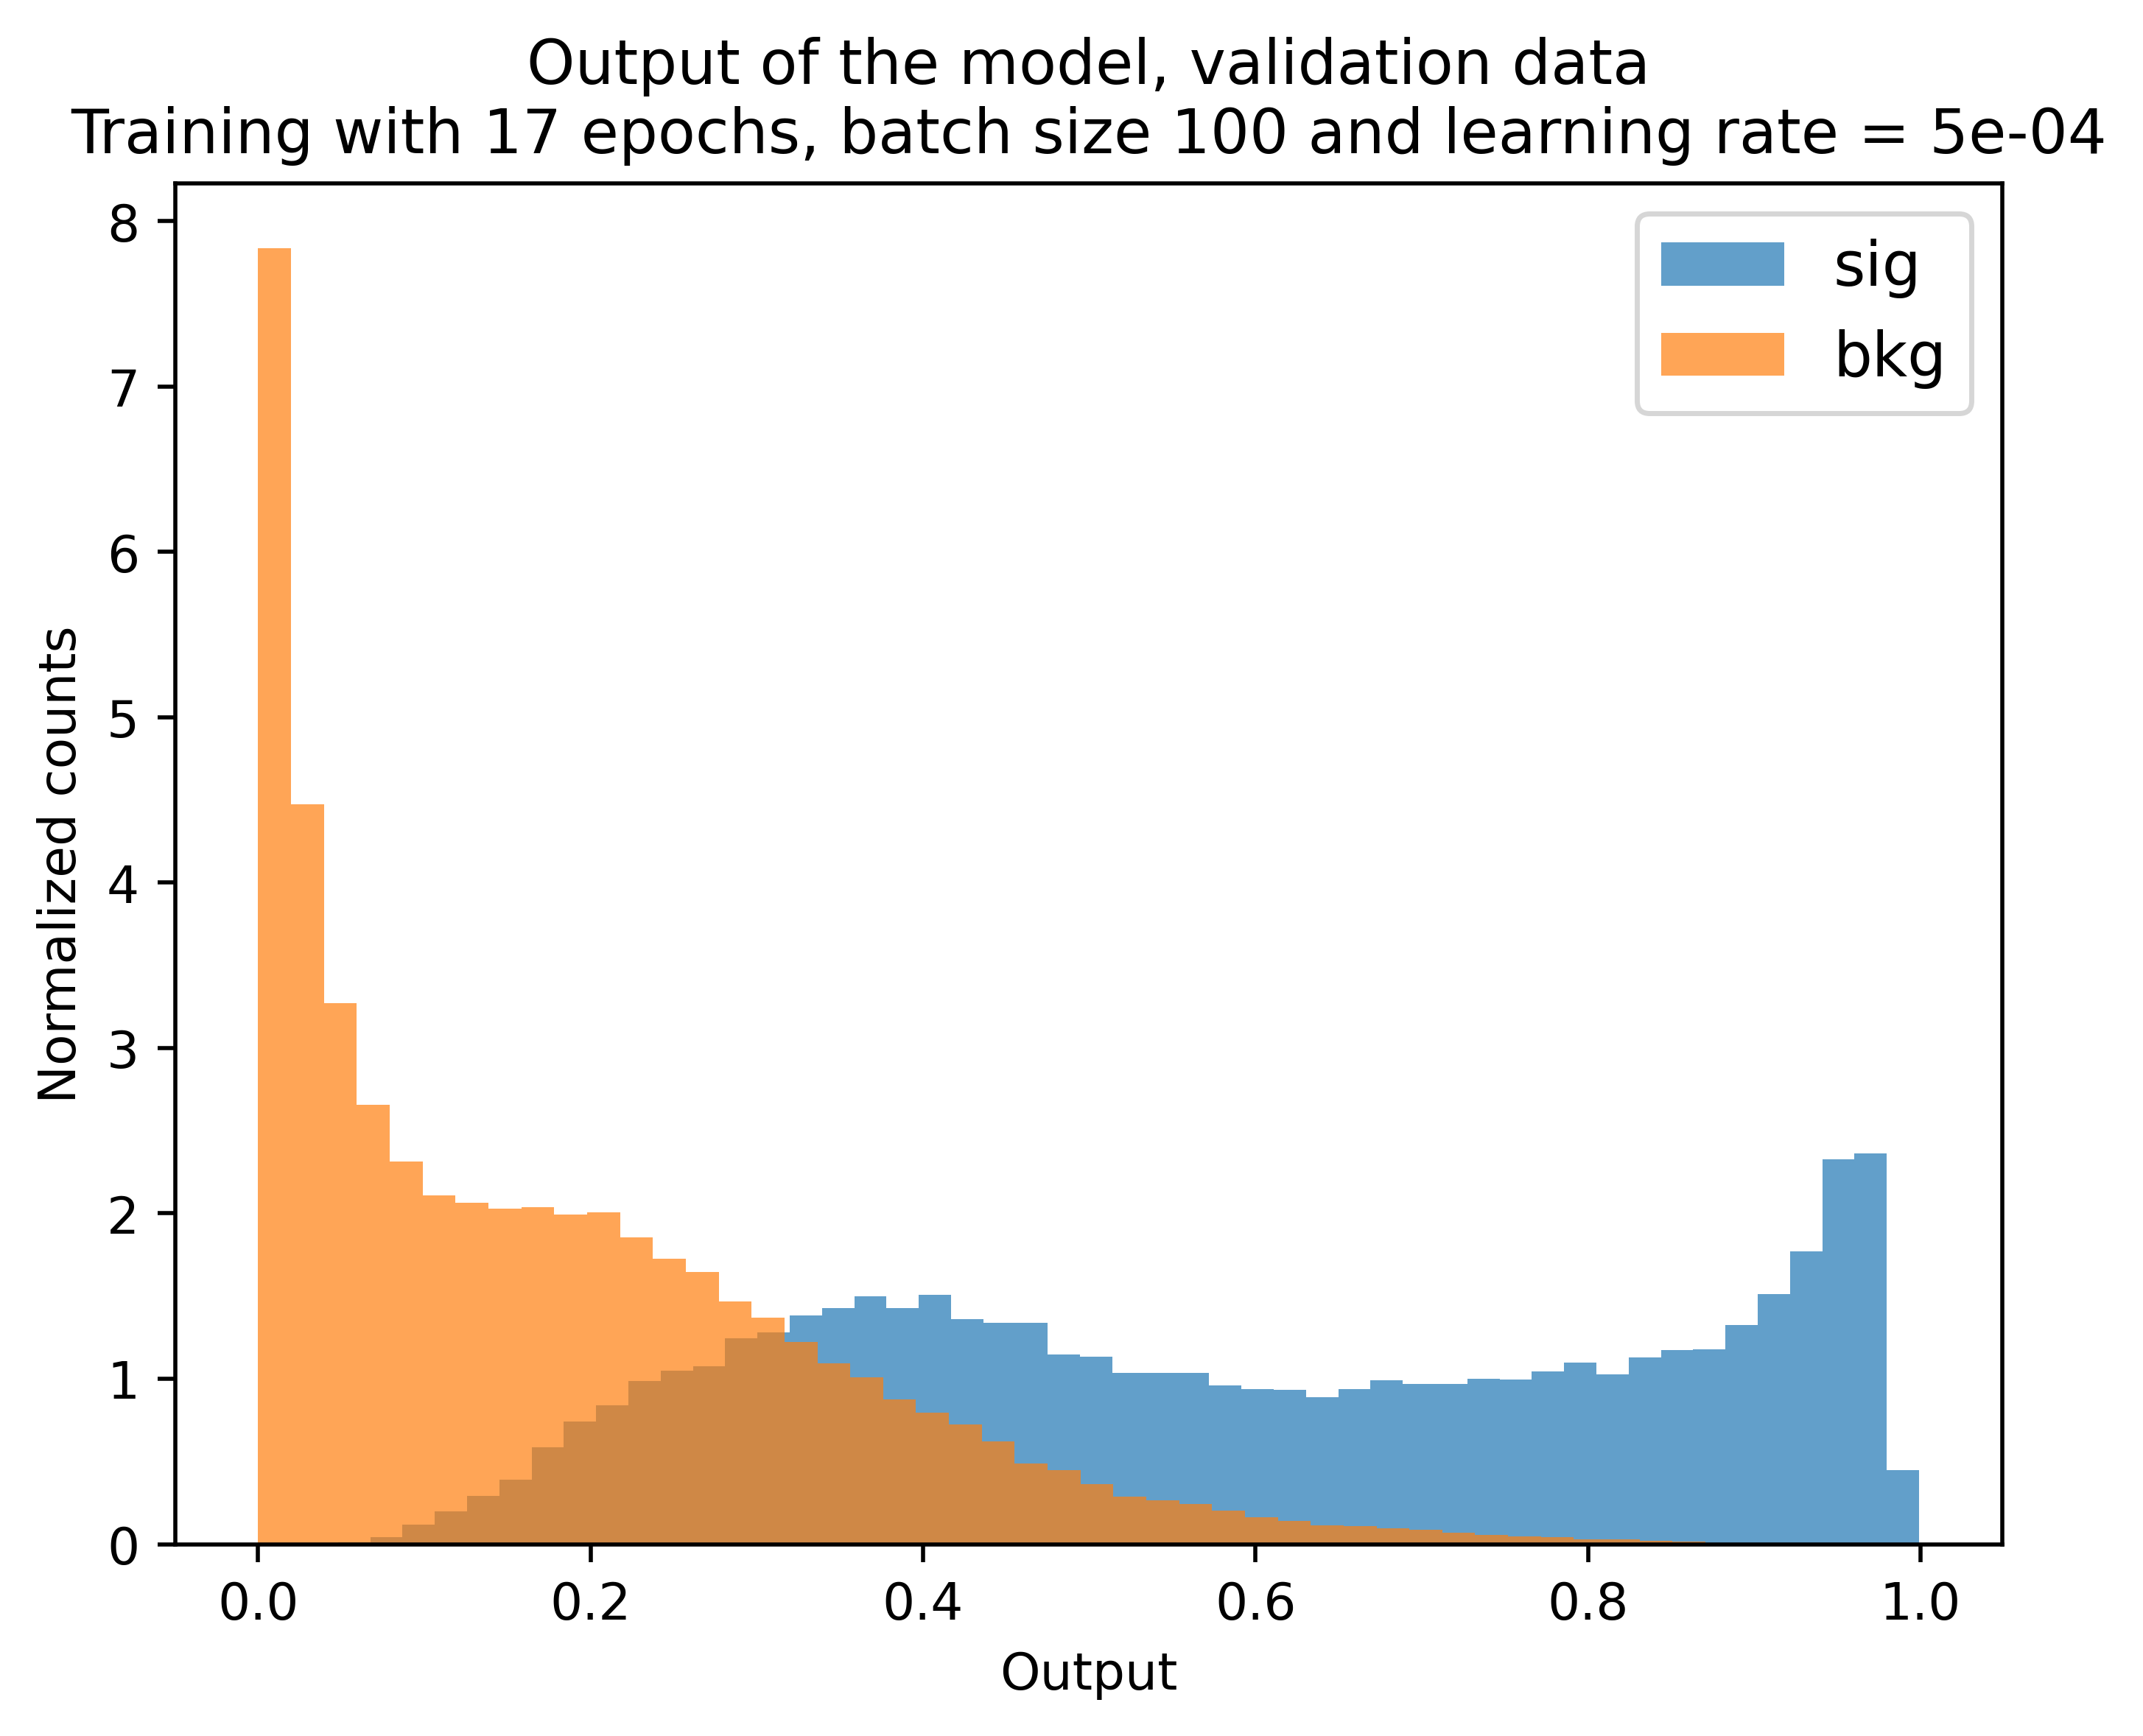 Output of the model, validation data
Training with 17 epochs, batch size 100 and learning rate = 5e-04
sig
bkg
8
7
6
5
4
3
2
1
0
Normalized counts
0.0 0.2 0.4 0.6 0.8 1.0
Output